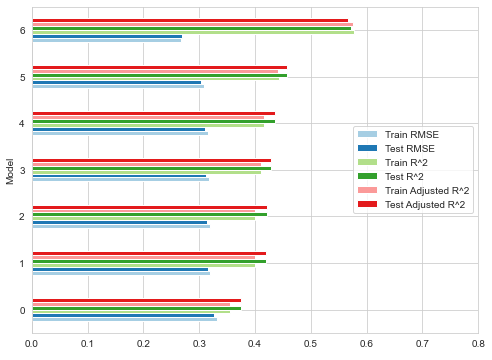 6
5
4
3
2
1
0
Model
Train RMSE
Test RMSE
Train R^2
Test R^2
Train Adjusted R^2
Test Adjusted R^2
0.0 0.1 0.2 0.3 0.4 0.5 0.6 0.7 0.8